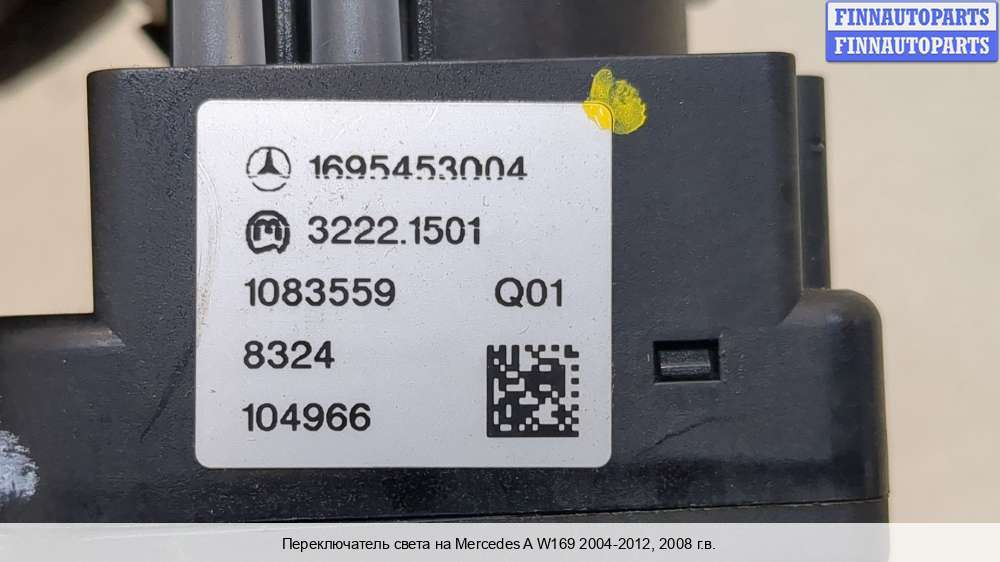 FINNAUTOPARTS
FINNAUTOPARTS
1695453004
m 3222.1501
1083559 Q01
8324
104966
Переключатель света на Mercedes A W169 2004-2012, 2008 г.в.